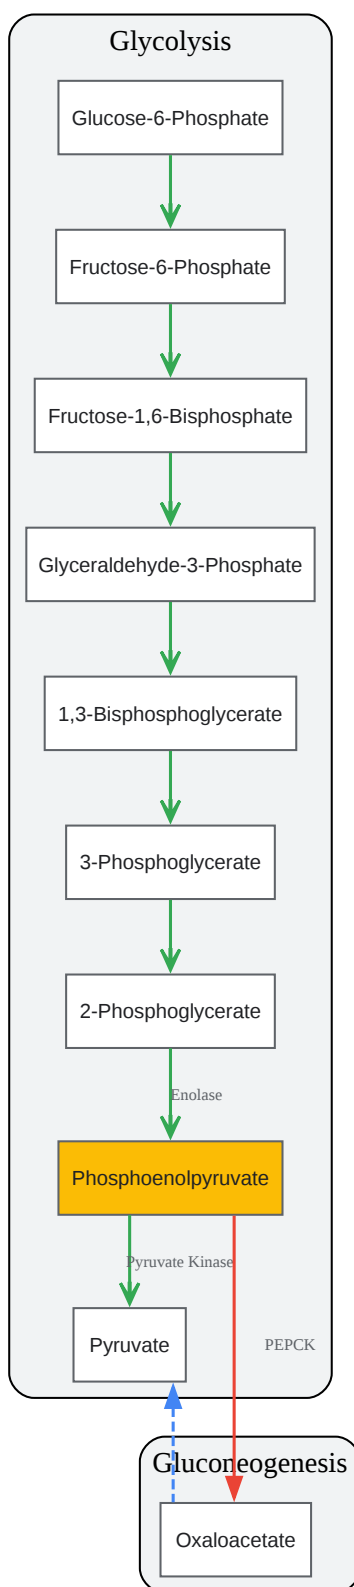 Glycolysis
Glucose-6-Phosphate
Fructose-6-Phosphate
Fructose-1,6-Bisphosphate
Glyceraldehyde-3-Phosphate
1,3-Bisphosphoglycerate
3-Phosphoglycerate
2-Phosphoglycerate
Enolase
Phosphoenolpyruvate
Pyruvate Kinase
Pyruvate
PEPCK
Gluconeogenesis
Oxaloacetate